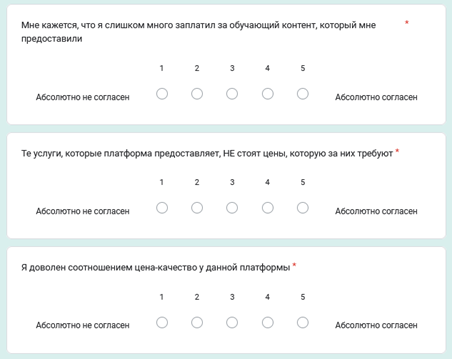 Мне кажется, что я слишком много заплатил за обучающий контент, который мне *
предоставили
1 2 3 4 5
Абсолютно не согласен Абсолютно согласен
Те услуги, которые платформа предоставляет, НЕ стоят цены, которую за них требуют *
1 2 3 4 5
Абсолютно не согласен Абсолютно согласен
Я доволен соотношением цена-качество у данной платформы *
1 2 3 4 5
Абсолютно не согласен Абсолютно согласен